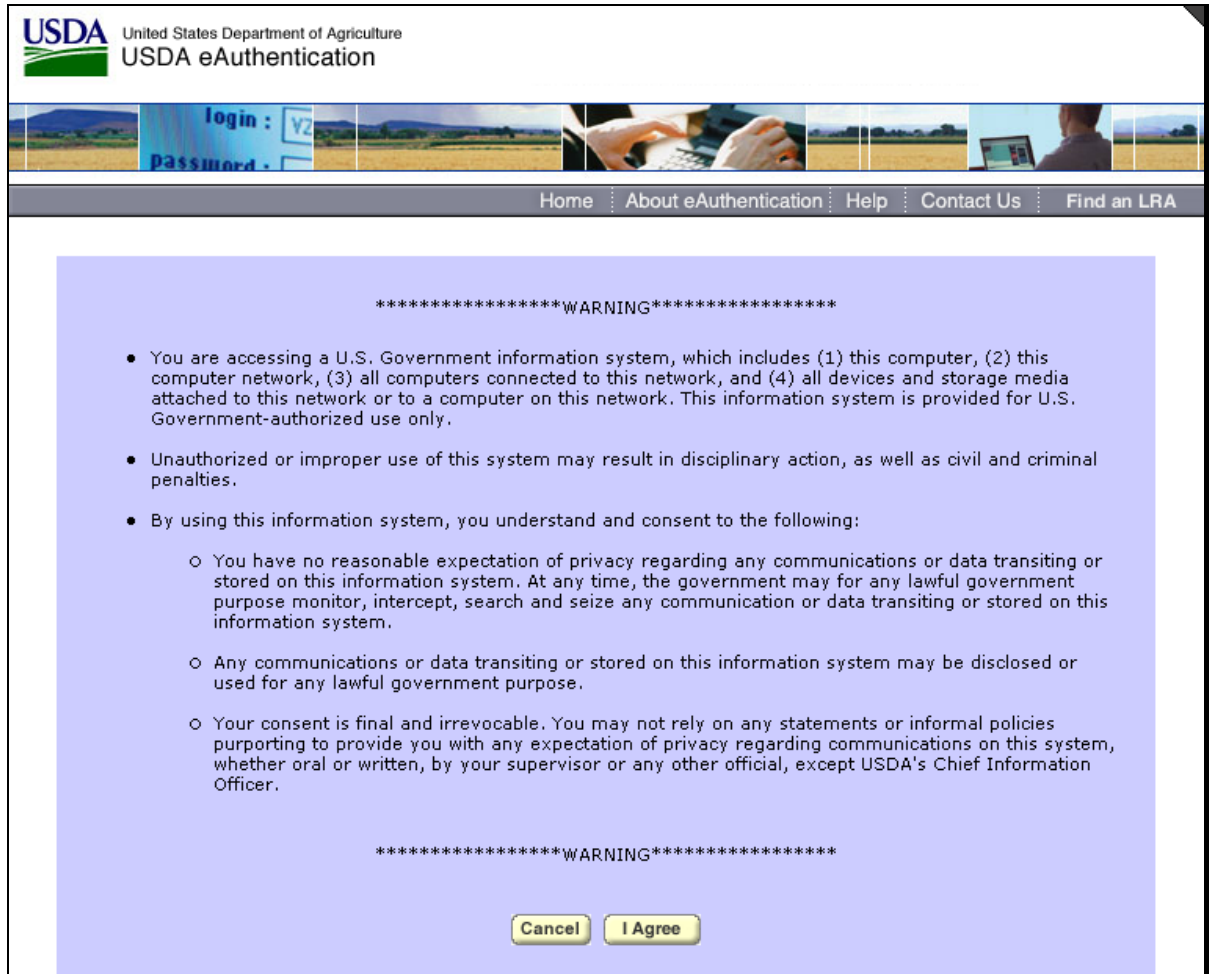 USDA United States Department of Agriculture
USDA eAuthentication
login : VZ
password :
Home About eAuthentication Help Contact Us Find an LRA
*****************WARNING*****************
● You are accessing a U.S. Government information system, which includes (1) this computer, (2) this
computer network, (3) all computers connected to this network, and (4) all devices and storage media
attached to this network or to a computer on this network. This information system is provided for U.S.
Government-authorized use only.
● Unauthorized or improper use of this system may result in disciplinary action, as well as civil and criminal
penalties.
● By using this information system, you understand and consent to the following:
○ You have no reasonable expectation of privacy regarding any communications or data transiting or
stored on this information system. At any time, the government may for any lawful government
purpose monitor, intercept, search and seize any communication or data transiting or stored on this
information system.
○ Any communications or data transiting or stored on this information system may be disclosed or
used for any lawful government purpose.
○ Your consent is final and irrevocable. You may not rely on any statements or informal policies
purporting to provide you with any expectation of privacy regarding communications on this system,
whether oral or written, by your supervisor or any other official, except USDA's Chief Information
Officer.
*****************WARNING*****************
Cancel I Agree